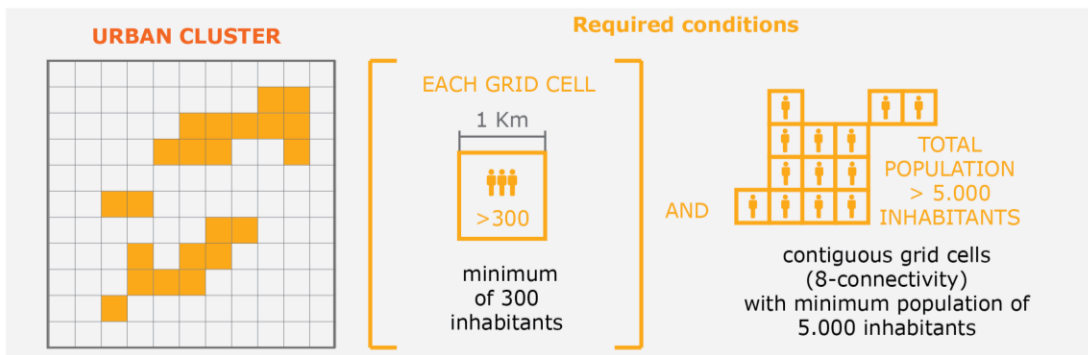 URBAN CLUSTER
Required conditions
EACH GRID CELL
1 Km
>300
minimum
of 300
inhabitants
AND
TOTAL
POPULATION
> 5.000
INHABITANTS
contiguous grid cells
(8-connectivity)
with minimum population of
5.000 inhabitants